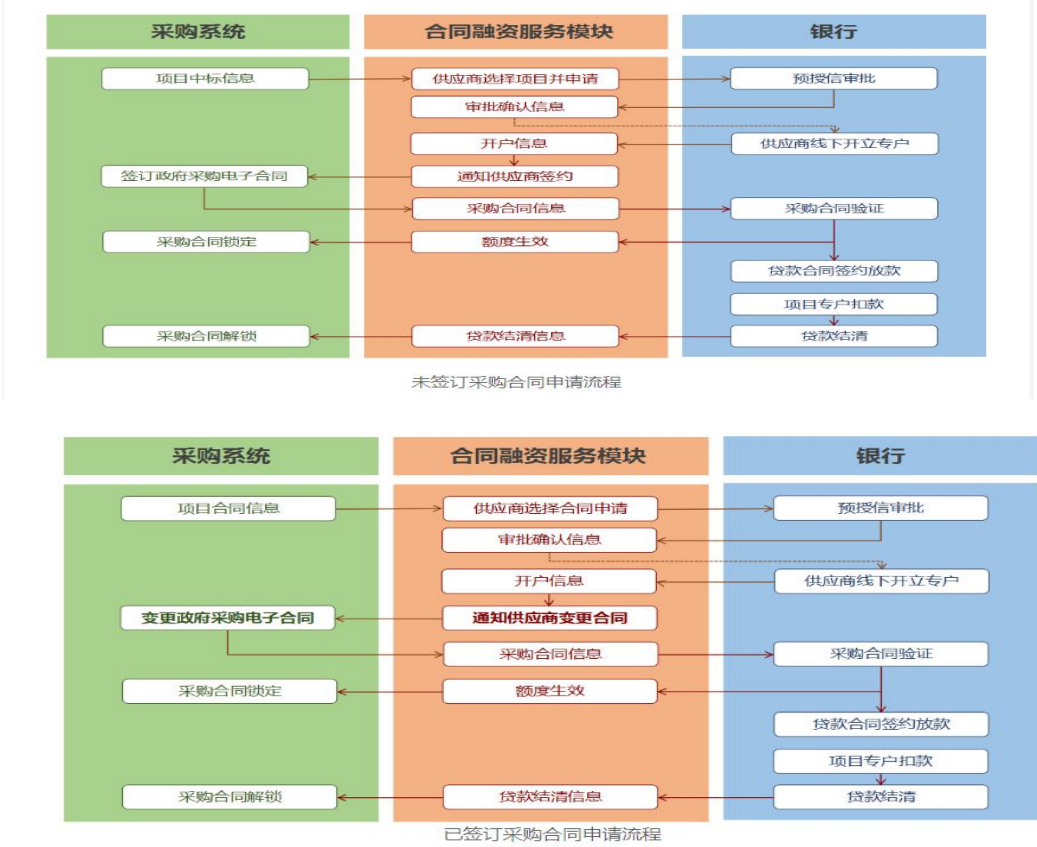 采购系统 合同融资服务模块 银行
项目中标信息 供应商选择项目并申请 预授信审批
审批确认信息
开户信息 供应商线下开立专户
签订政府采购电子合同 通知供应商签约
采购合同信息 采购合同验证
采购合同锁定 额度生效
贷款合同签约放款
项目专户扣款
采购合同解锁 贷款结清信息 贷款结清
未签订采购合同申请流程
采购系统 合同融资服务模块 银行
项目合同信息 供应商选择合同申请 预授信审批
审批确认信息
开户信息 供应商线下开立专户
变更政府采购电子合同 通知供应商变更合同
采购合同信息 采购合同验证
采购合同锁定 额度生效
贷款合同签约放款
项目专户扣款
采购合同解锁 贷款结清信息 贷款结清
已签订采购合同申请流程